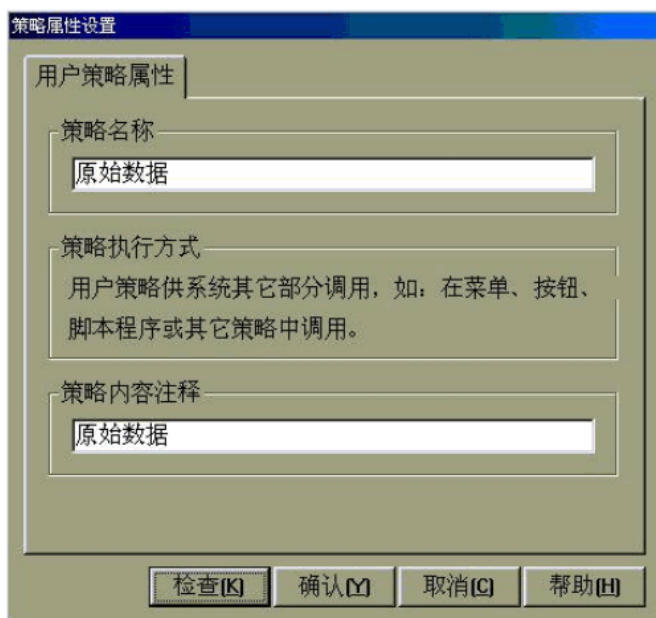 策略属性设置
用户策略属性
策略名称
原始数据
策略执行方式
用户策略供系统其它部分调用，如：在菜单、按钮、
脚本程序或其它策略中调用。
策略内容注释
原始数据
检查(K) 确认(Y) 取消(C) 帮助(H)